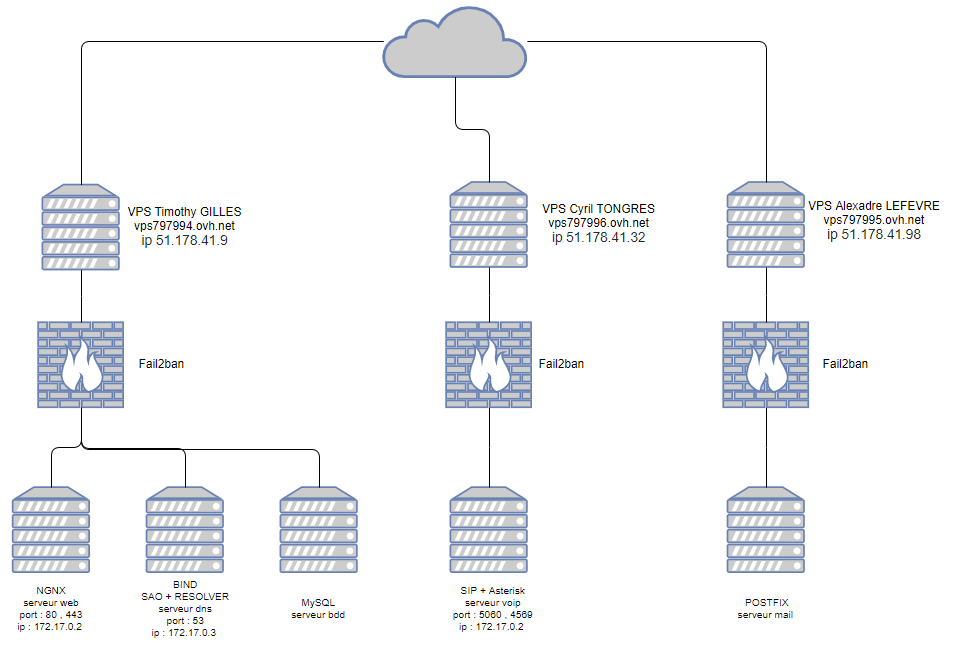 VPS Timothy GILLES
vps797994.ovh.net
ip 51.178.41.9
VPS Cyril TONGRES
vps797996.ovh.net
ip 51.178.41.32
VPS Alexadre LEFEVRE
vps797995.ovh.net
ip 51.178.41.98
Fail2ban
Fail2ban
Fail2ban
NGNX
serveur web
port : 80 , 443
ip : 172.17.0.2
BIND
SAO + RESOLVER
serveur dns
port : 53
ip : 172.17.0.3
MySQL
serveur bdd
SIP + Asterisk
serveur voip
port : 5060 , 4569
ip : 172.17.0.2
POSTFIX
serveur mail